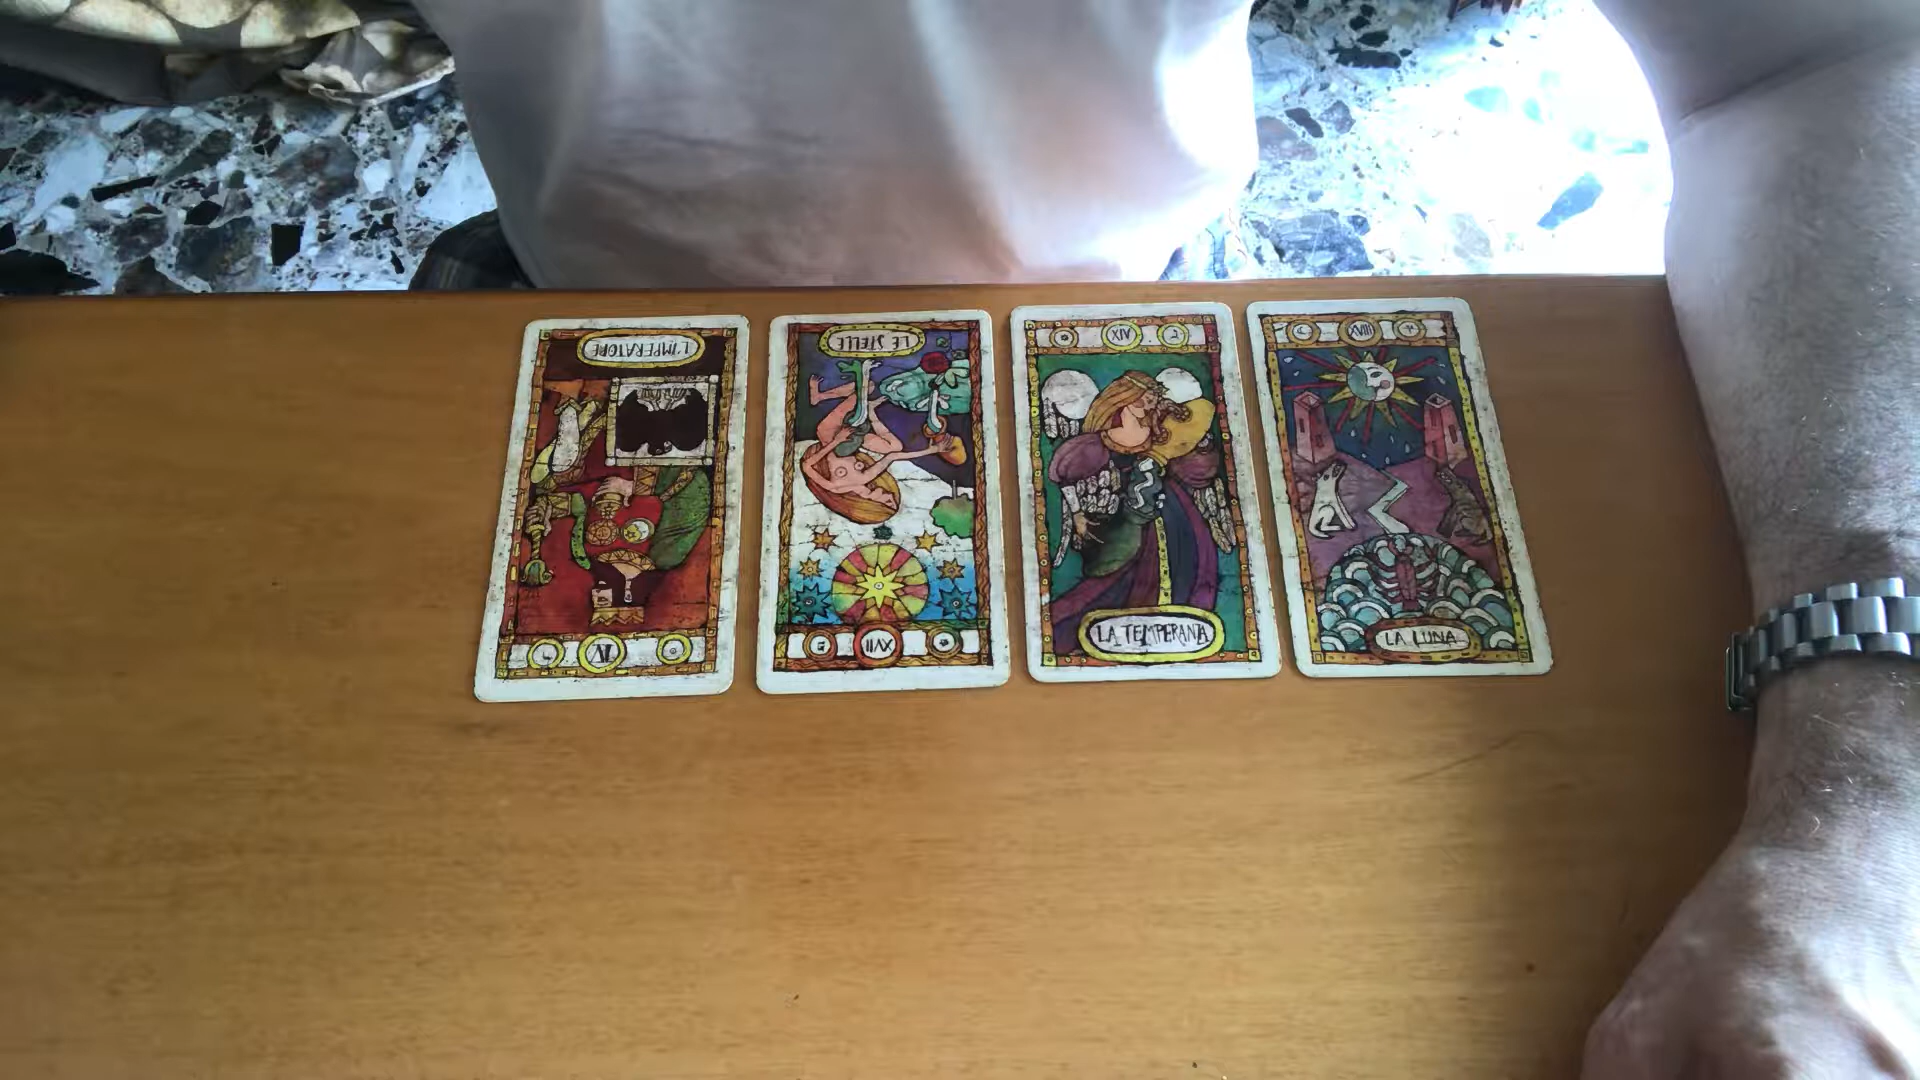 L'IMPERATORE
IV
LE STELLE
XVII
XIV
LA TEMPERANZA
XVIII
LA LUNA